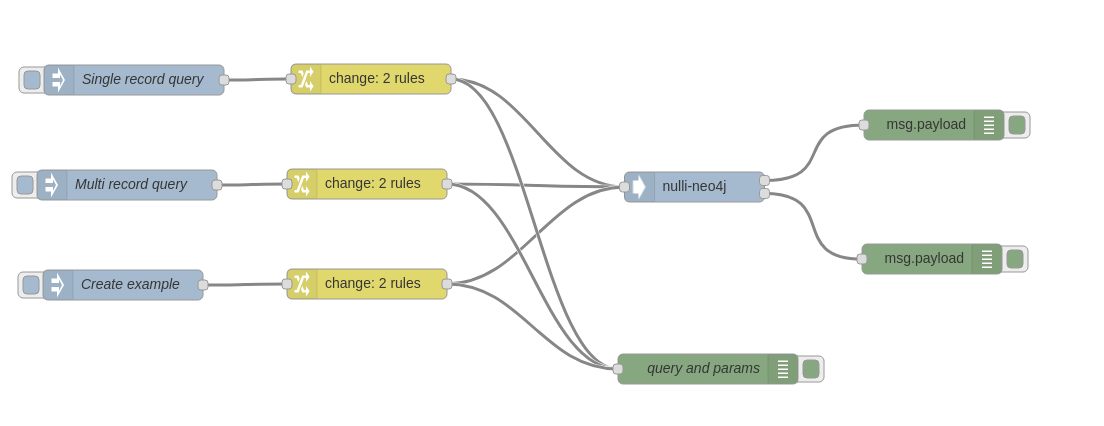 Single record query
change: 2 rules
msg.payload
Multi record query
change: 2 rules
nulli-neo4j
msg.payload
Create example
change: 2 rules
query and params